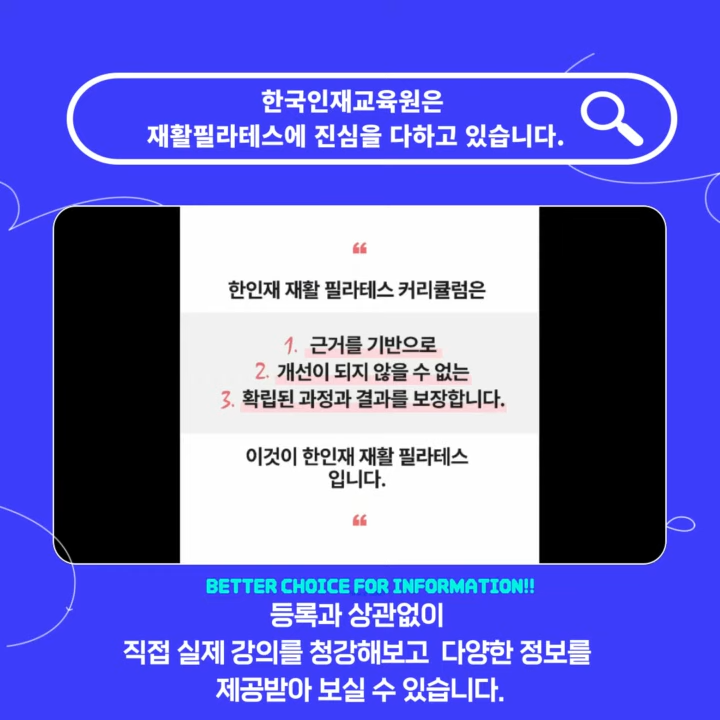 한국인재교육원은
재활필라테스에 진심을 다하고 있습니다.
❝
한인재 재활 필라테스 커리큘럼은
1. 근거를 기반으로
2. 개선이 되지 않을 수 없는
3. 확립된 과정과 결과를 보장합니다.
이것이 한인재 재활 필라테스
입니다.
❝
BETTER CHOICE FOR INFORMATION!!
등록과 상관없이
직접 실제 강의를 청강해보고 다양한 정보를
제공받아 보실 수 있습니다.